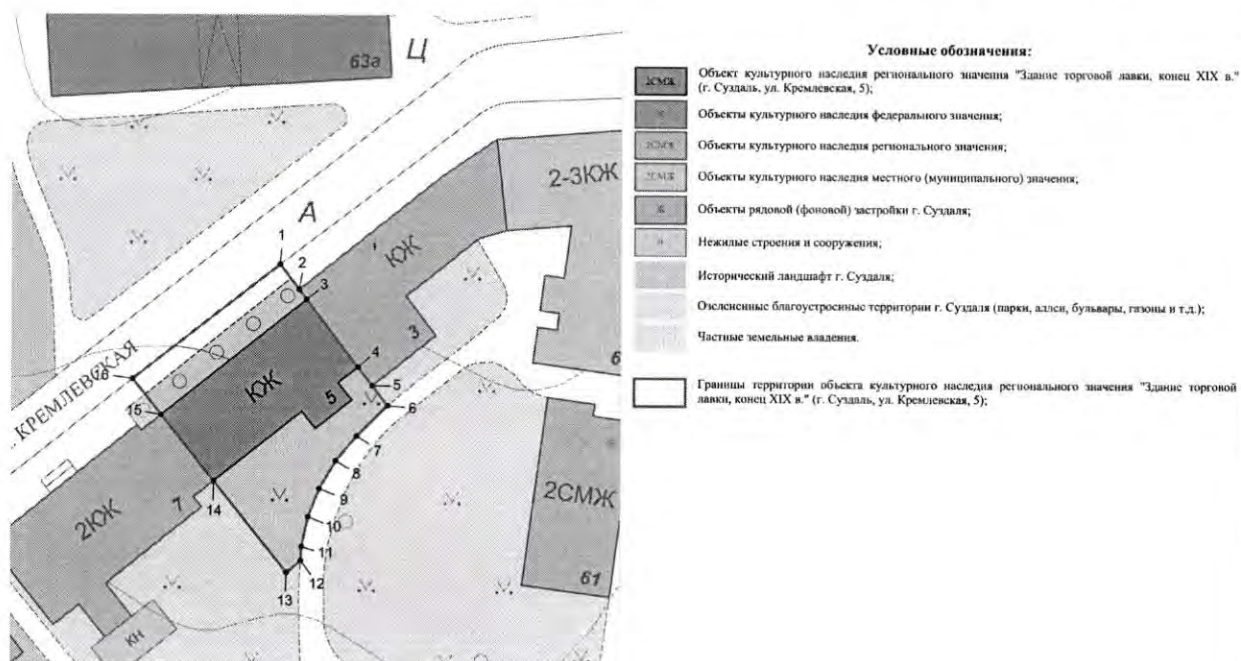 63а
Ц
А
2-3КЖ
КЖ
3
1
2
3
4
5
6
7
8
9
10
11
12
13
14
15
16
КРЕМЛЕВСКАЯ
КЖ
5
2КЖ
7
КН
2СМЖ
61
6
Условные обозначения:
2СМЖ
Объект культурного наследия регионального значения "Здание торговой лавки, конец XIX в."
(г. Суздаль, ул. Кремлевская, 5);
Объекты культурного наследия федерального значения;
2СМЖ
Объекты культурного наследия регионального значения;
2СМЖ
Объекты культурного наследия местного (муниципального) значения;
Ж
Объекты рядовой (фоновой) застройки г. Суздаля;
Нежилые строения и сооружения;
Исторический ландшафт г. Суздаля;
Озелененные благоустроенные территории г. Суздаля (парки, аллеи, бульвары, газоны и т.д.);
Частные земельные владения.
Границы территории объекта культурного наследия регионального значения "Здание торговой
лавки, конец XIX в." (г. Суздаль, ул. Кремлевская, 5);